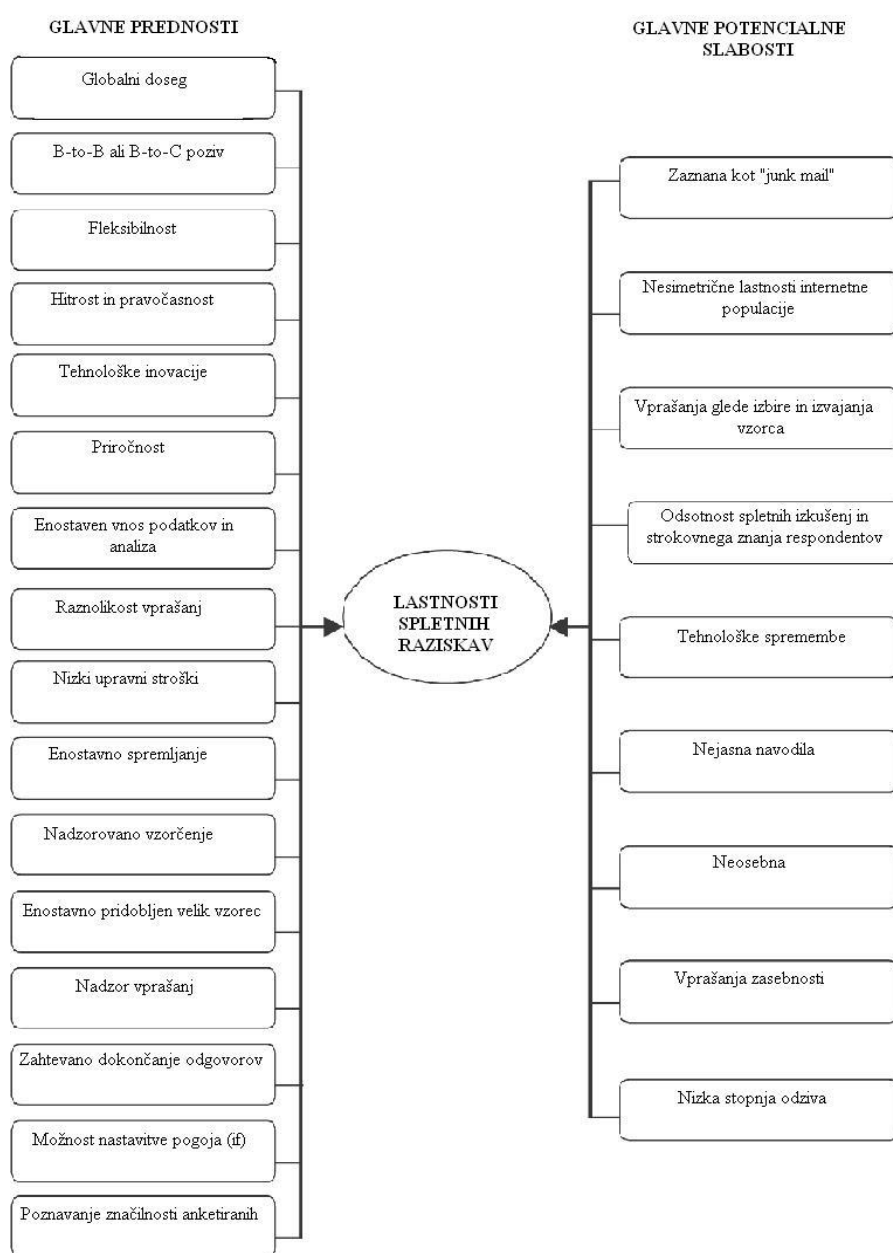 GLAVNE PREDNOSTI
Globalni doseg
B-to-B ali B-to-C poziv
Fleksibilnost
Hitrost in pravočasnost
Tehnološke inovacije
Priročnost
Enostaven vnos podatkov in
analiza
Raznolikost vprašanj
Nizki upravni stroški
Enostavno spremljanje
Nadzorovano vzorčenje
Enostavno pridobljen velik vzorec
Nadzor vprašanj
Zahtevano dokončanje odgovorov
Možnost nastavitve pogoja (if)
Poznavanje značilnosti anketiranih
LASTNOSTI
SPLETNIH
RAZISKAV
GLAVNE POTENCIALNE
SLABOSTI
Zaznana kot "junk mail"
Nesimetrične lastnosti internetne
populacije
Vprašanja glede izbire in izvajanja
vzorca
Odsotnost spletnih izkušenj in
strokovnega znanja respondentov
Tehnološke spremembe
Nejasna navodila
Neosebna
Vprašanja zasebnosti
Nizka stopnja odziva